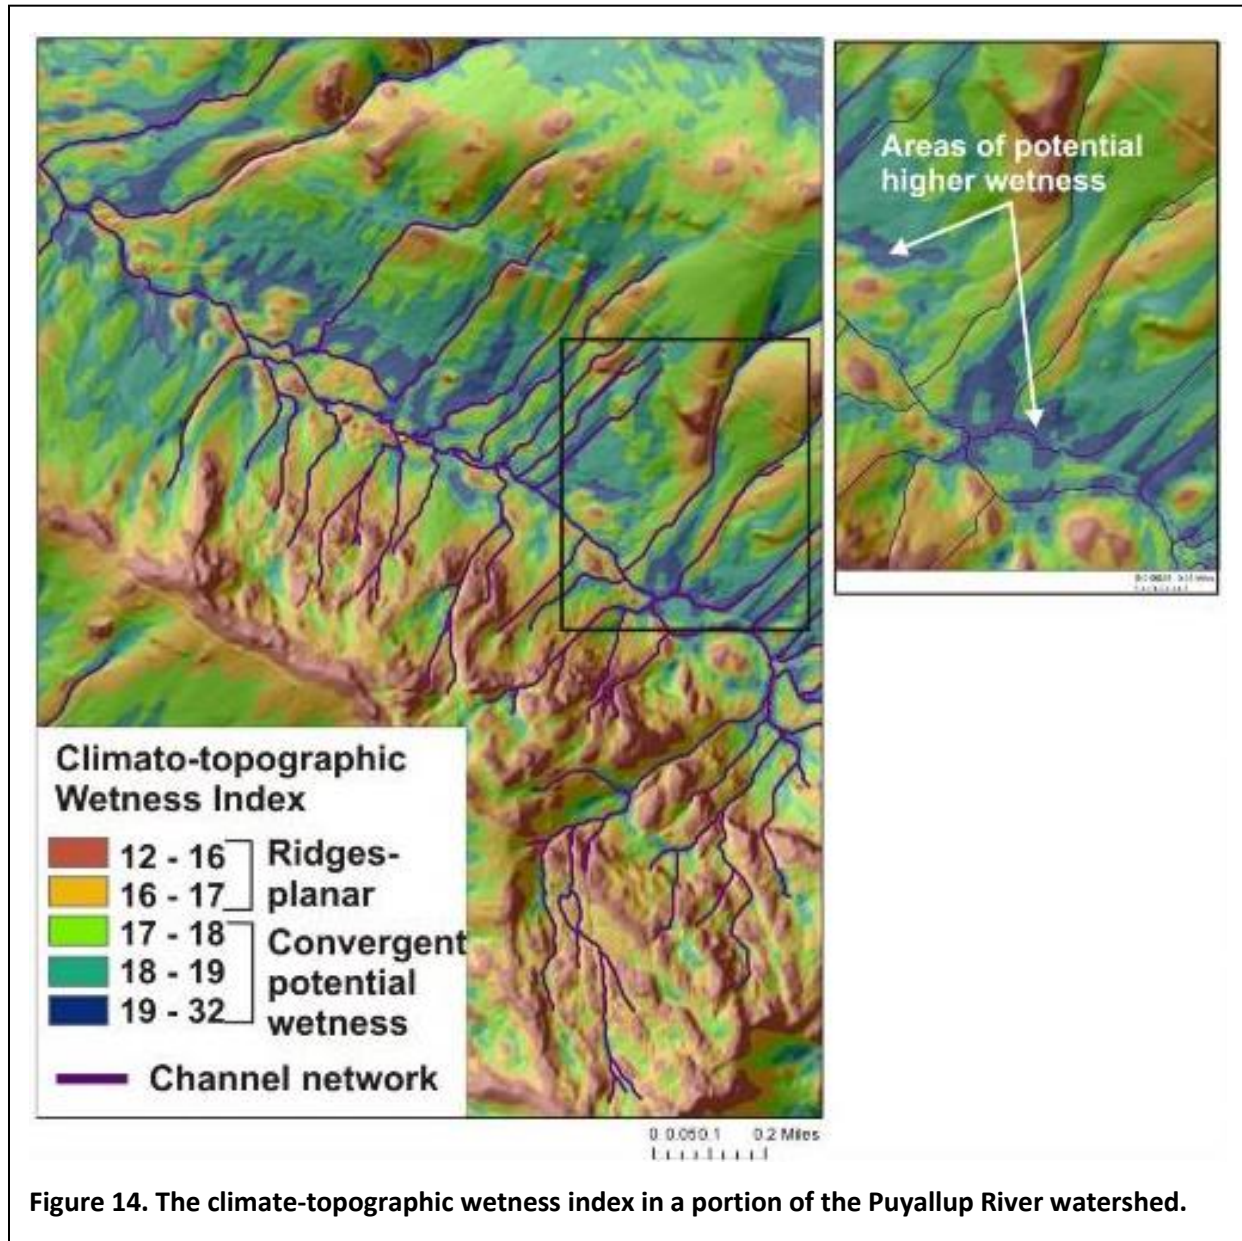 Areas of potential
higher wetness
Climato-topographic
Wetness Index
12 - 16
16 - 17
Ridges-
planar
17 - 18
18 - 19
19 - 32
Convergent
potential
wetness
Channel network
0 0.05 0.1 0.2 Miles
Figure 14. The climate-topographic wetness index in a portion of the Puyallup River watershed.